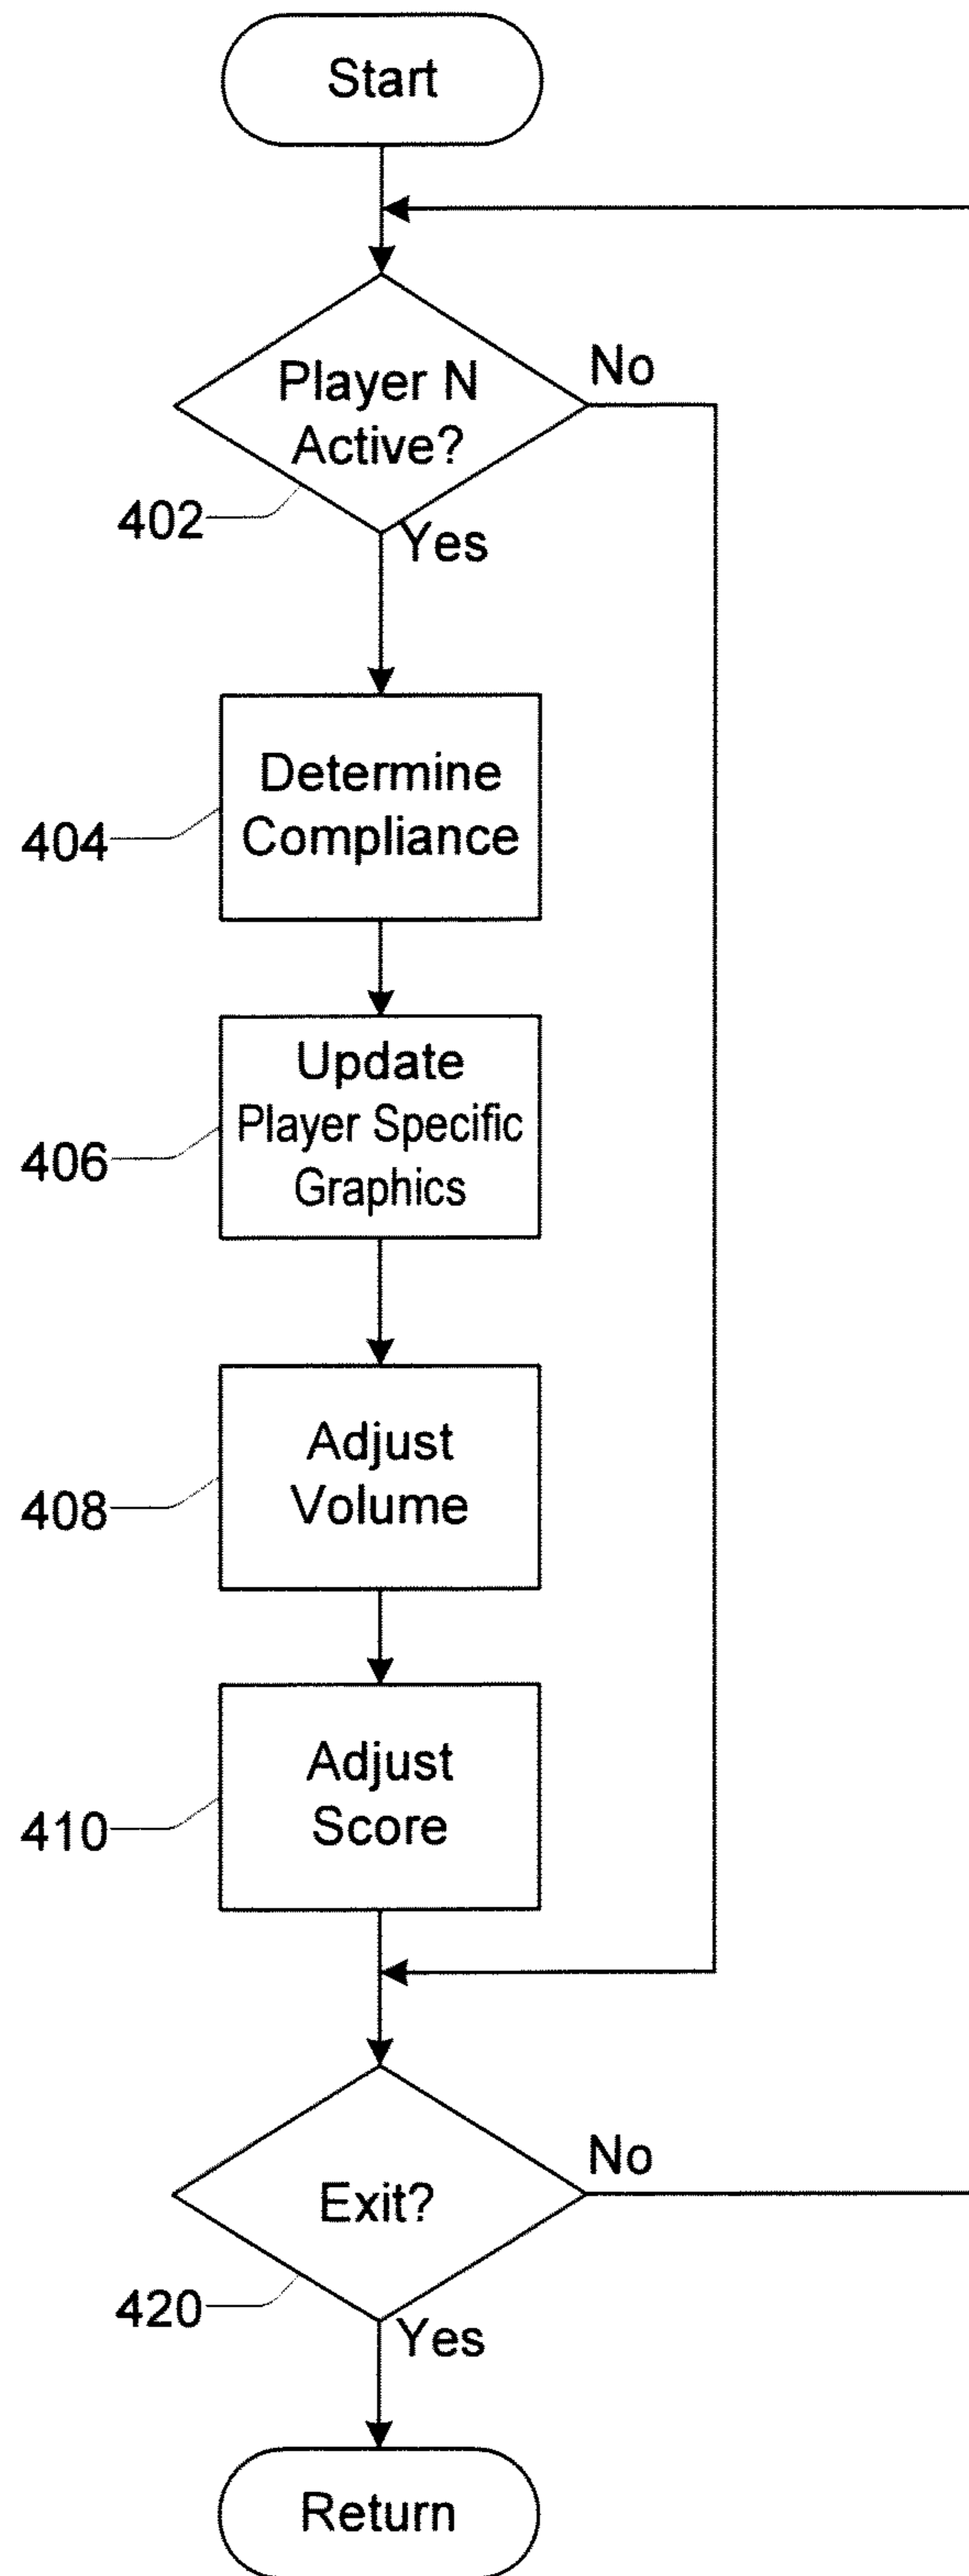 Start
Player N
Active?
No
402
Yes
Determine
Compliance
404
Update
Player Specific
Graphics
406
Adjust
Volume
408
Adjust
Score
410
Exit?
No
420
Yes
Return